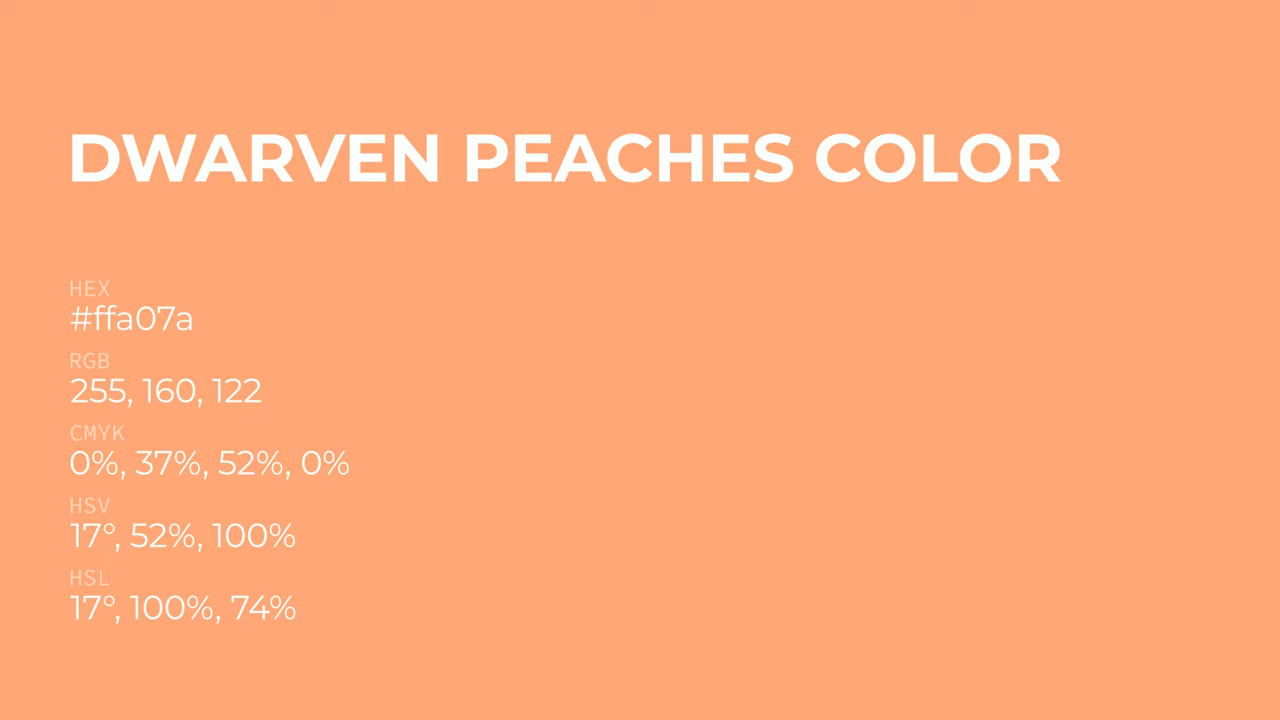 DWARVEN PEACHES COLOR
HEX
#ffa07a
RGB
255, 160, 122
CMYK
0%, 37%, 52%, 0%
HSV
17°, 52%, 100%
HSL
17°, 100%, 74%